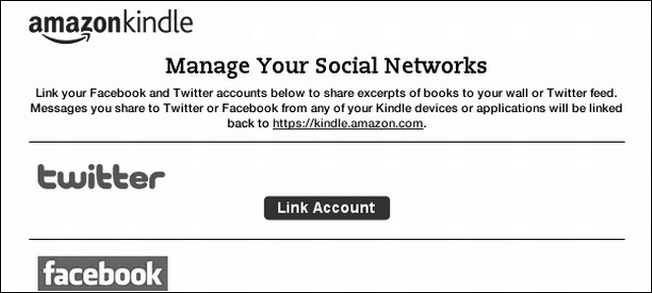 amazonkindle
Manage Your Social Networks
Link your Facebook and Twitter accounts below to share excerpts of books to your wall or Twitter feed.
Messages you share to Twitter or Facebook from any of your Kindle devices or applications will be linked
back to https://kindle.amazon.com.
twitter
Link Account
facebook